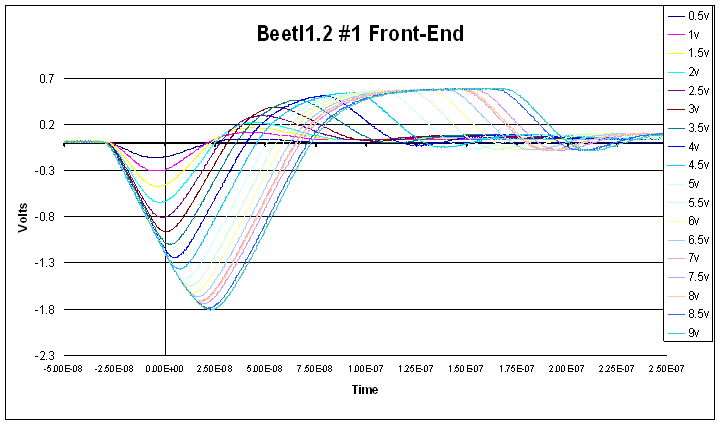 Beetl1.2 #1 Front-End
0.7
0.2
-0.3
-0.8
-1.3
-1.8
-2.3
Volts
-5.00E-08 -2.50E-08 0.00E+00 2.50E-08 5.00E-08 7.50E-08 1.00E-07 1.25E-07 1.50E-07 1.75E-07 2.00E-07 2.25E-07 2.50E-07
Time
0.5v
1v
1.5v
2v
2.5v
3v
3.5v
4v
4.5v
5v
5.5v
6v
6.5v
7v
7.5v
8v
8.5v
9v